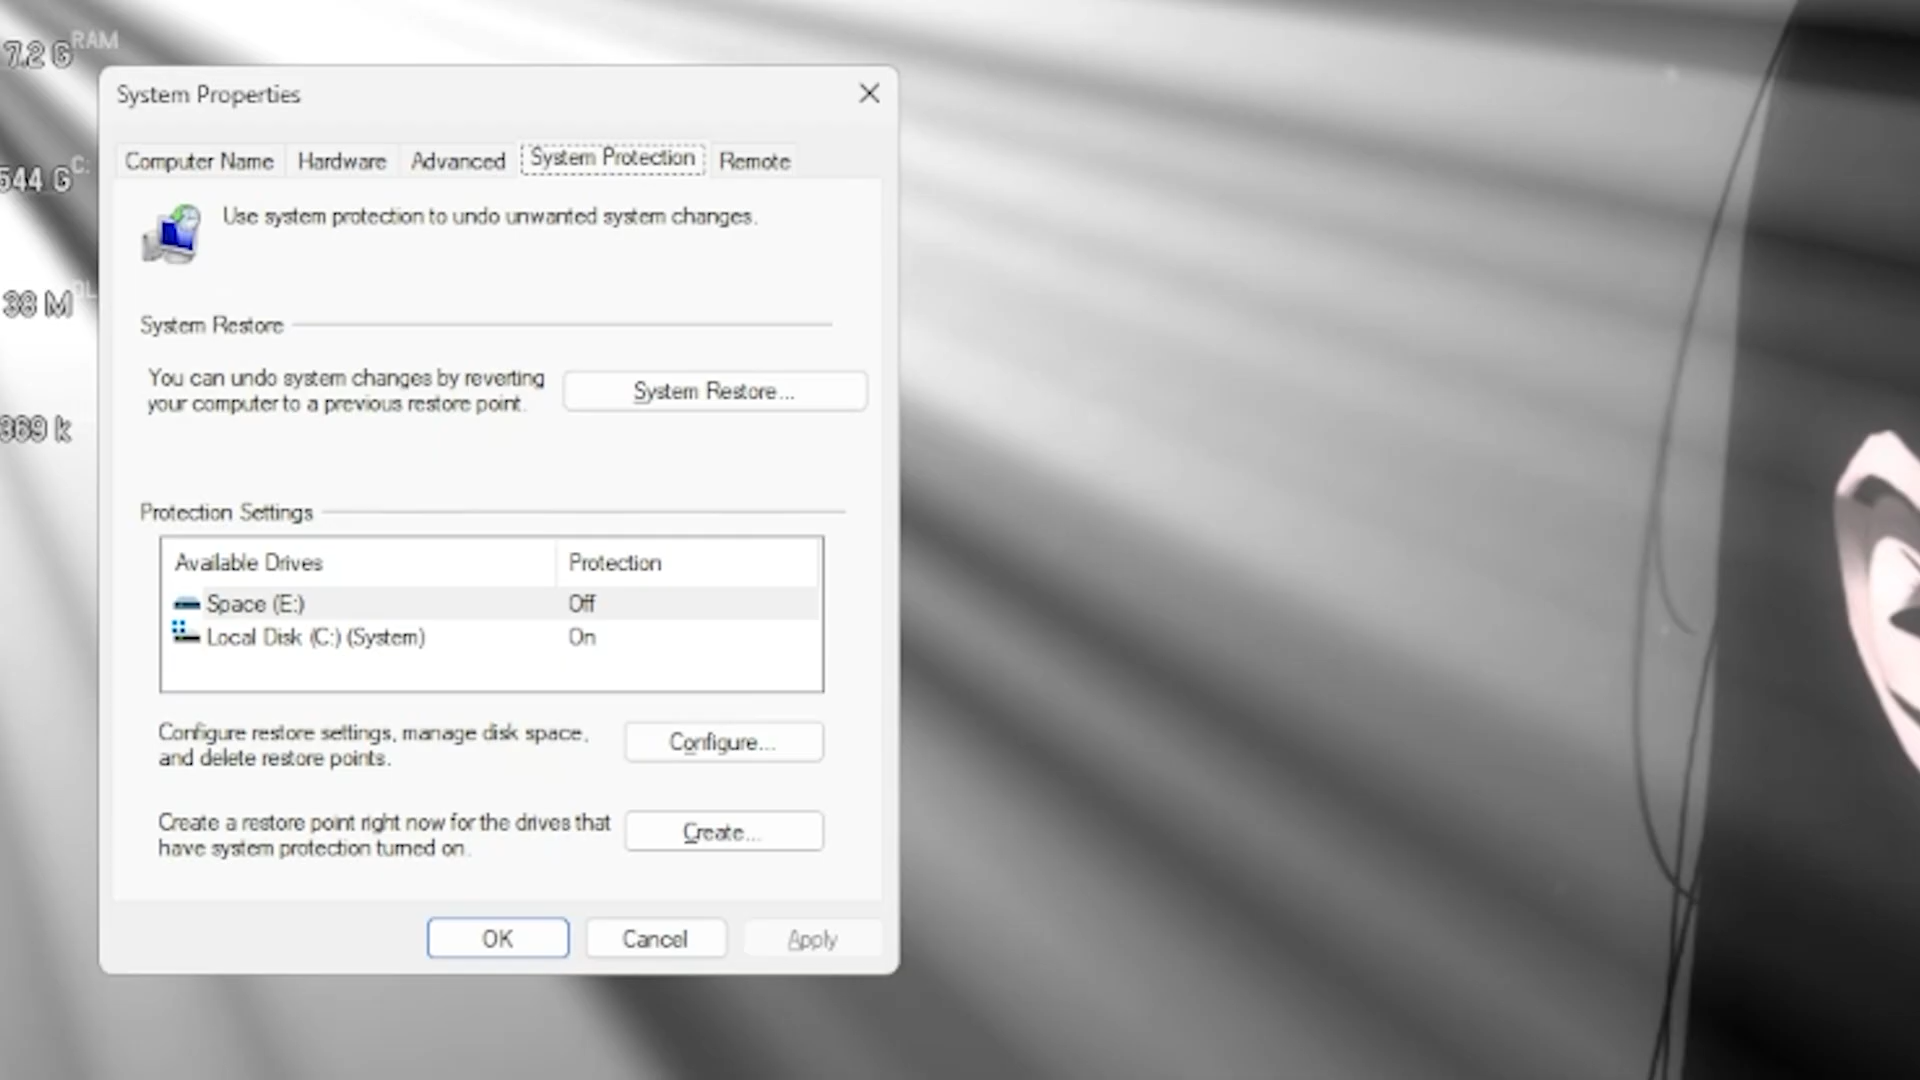 RAM
7.2 G
System Properties
Computer Name
Hardware
Advanced
System Protection
Remote
C:
544 G
Use system protection to undo unwanted system changes.
38 M
System Restore
You can undo system changes by reverting
your computer to a previous restore point.
System Restore...
369 k
Protection Settings
Available Drives
Protection
Space (E:)
Off
Local Disk (C:) (System)
On
Configure restore settings, manage disk space,
and delete restore points.
Configure...
Create a restore point right now for the drives that
have system protection turned on.
Create...
OK
Cancel
Apply